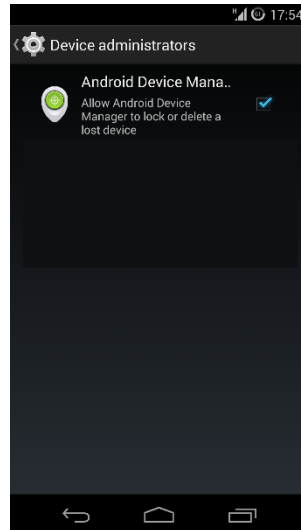 H 17:54
Device administrators
Android Device Mana..
Allow Android Device
Manager to lock or delete a
lost device